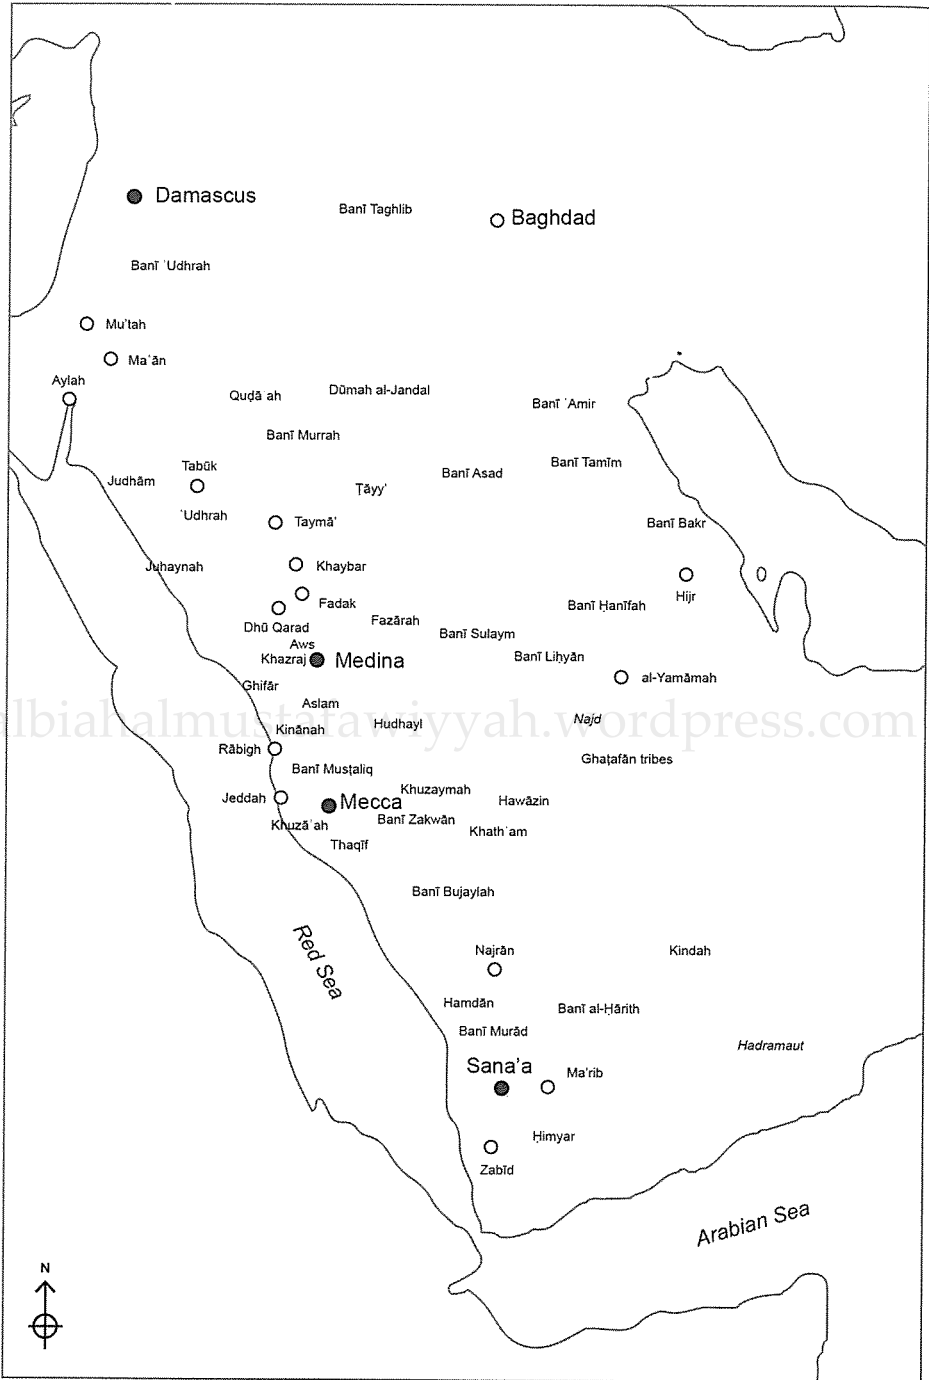 Damascus
Banī Taghlib
Baghdad
Banī ʿUdhrah
Mu'tah
Maʿān
Aylah
Quḍāʿah
Dūmah al-Jandal
Banī ʿAmir
Banī Murrah
Tabūk
Banī Asad
Banī Tamīm
Judhām
Ṭāyy'
ʿUdhrah
Taymā'
Banī Bakr
Juhaynah
Khaybar
Hijr
Fadak
Banī Ḥanīfah
Dhū Qarad
Fazārah
Aws
Banī Sulaym
Khazraj
Medina
Banī Liḥyān
al-Yamāmah
Ghifār
Aslam
Najd
albiahalmustafawiyyah.wordpress.com
Kinānah
Hudhayl
Rābigh
Ghaṭafān tribes
Banī Muṣṭaliq
Jeddah
Mecca
Khuzaymah
Hawāzin
Khuzāʿah
Banī Zakwān
Khathʿam
Thaqīf
Banī Bujaylah
Red Sea
Najrān
Kindah
Hamdān
Banī al-Ḥārith
Banī Murād
Hadramaut
Sana'a
Ma'rib
Ḥimyar
Zabīd
Arabian Sea
N